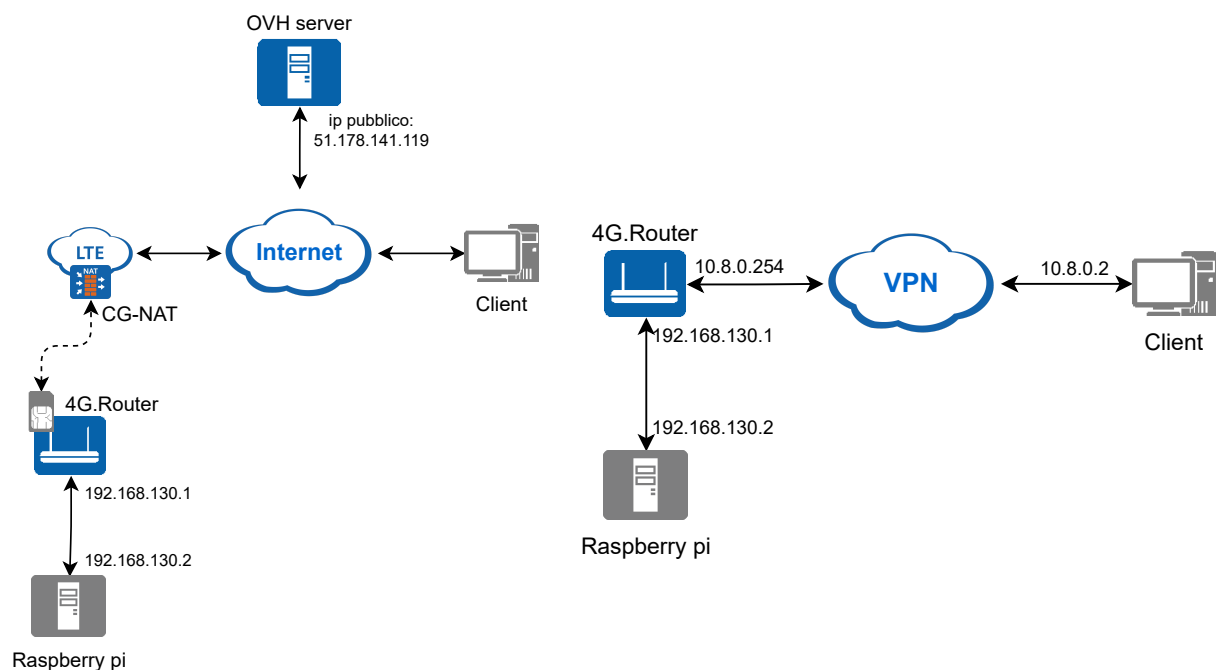 OVH server
ip pubblico:
51.178.141.119
LTE
NAT
CG-NAT
Internet
Client
4G.Router
192.168.130.1
192.168.130.2
Raspberry pi
4G.Router
10.8.0.254
VPN
10.8.0.2
Client
192.168.130.1
192.168.130.2
Raspberry pi